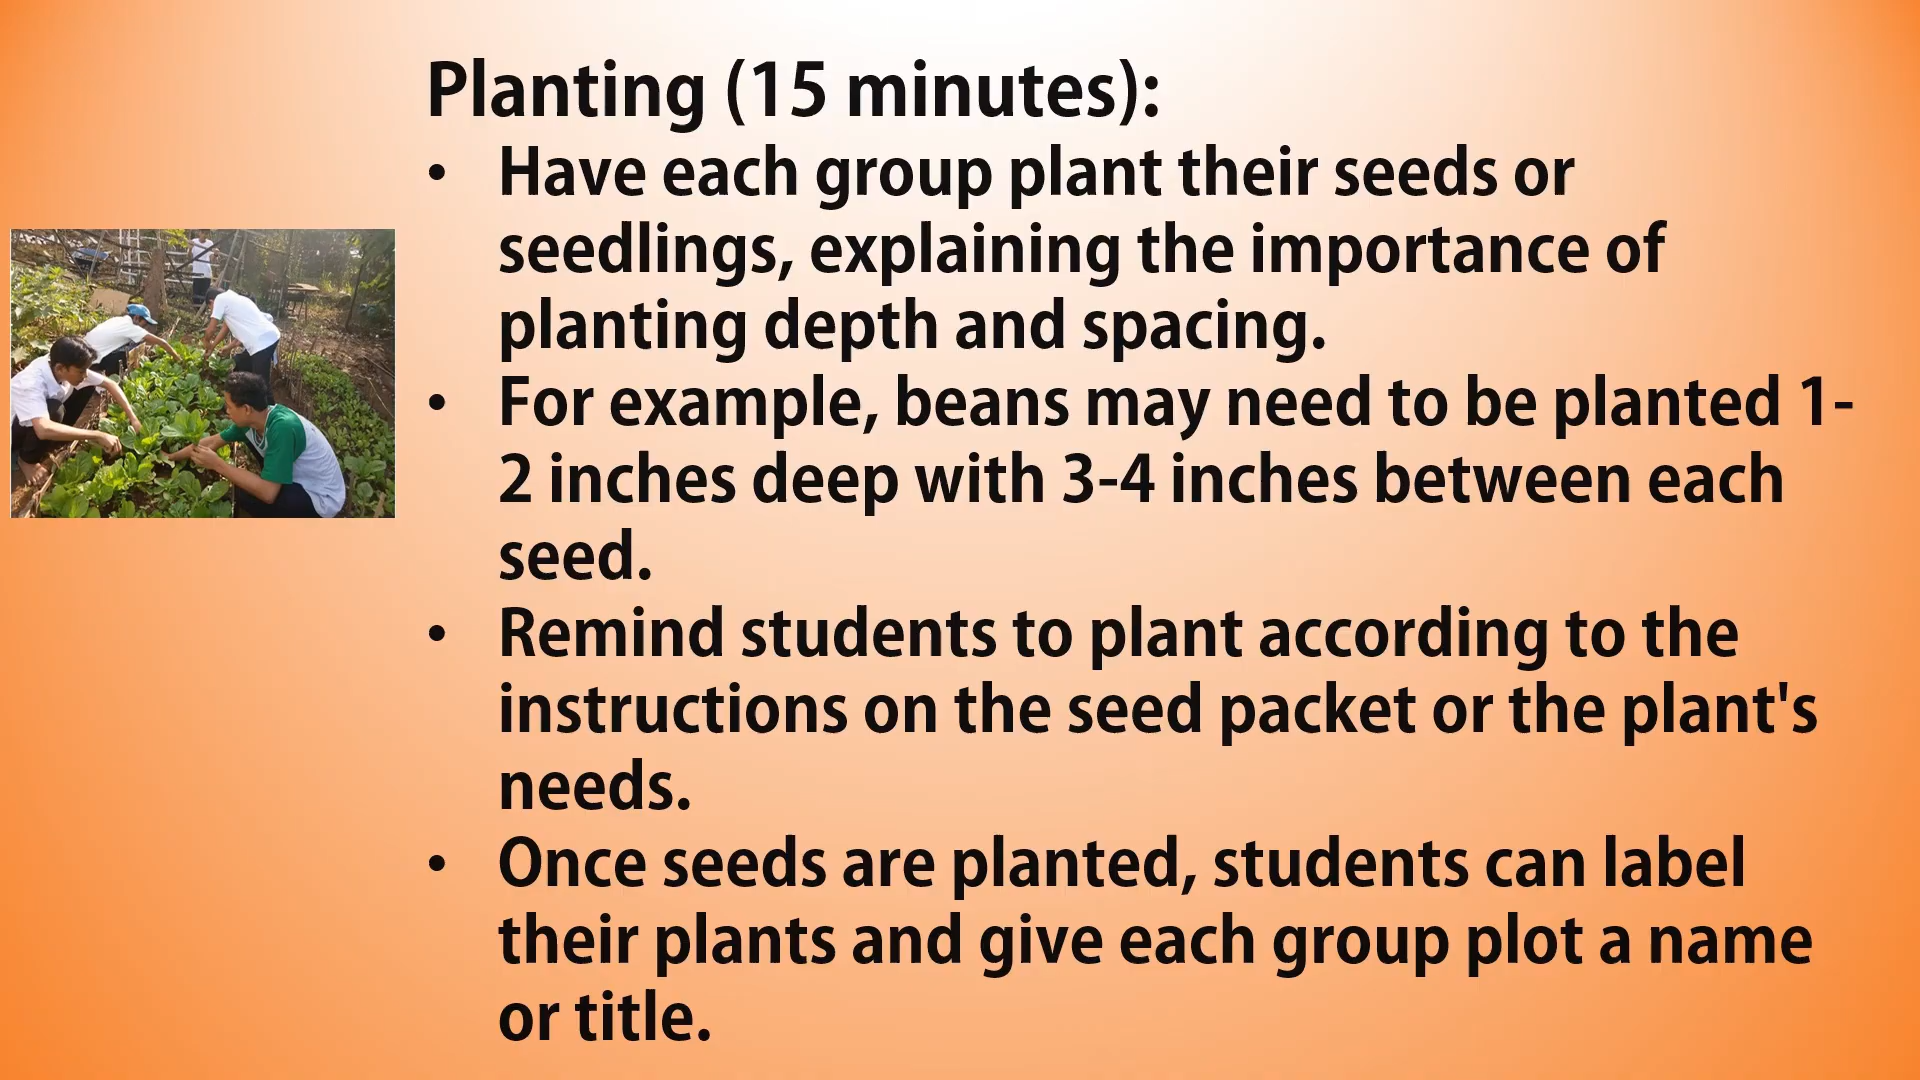 Planting (15 minutes):
• Have each group plant their seeds or
seedlings, explaining the importance of
planting depth and spacing.
• For example, beans may need to be planted 1-
2 inches deep with 3-4 inches between each
seed.
• Remind students to plant according to the
instructions on the seed packet or the plant's
needs.
• Once seeds are planted, students can label
their plants and give each group plot a name
or title.